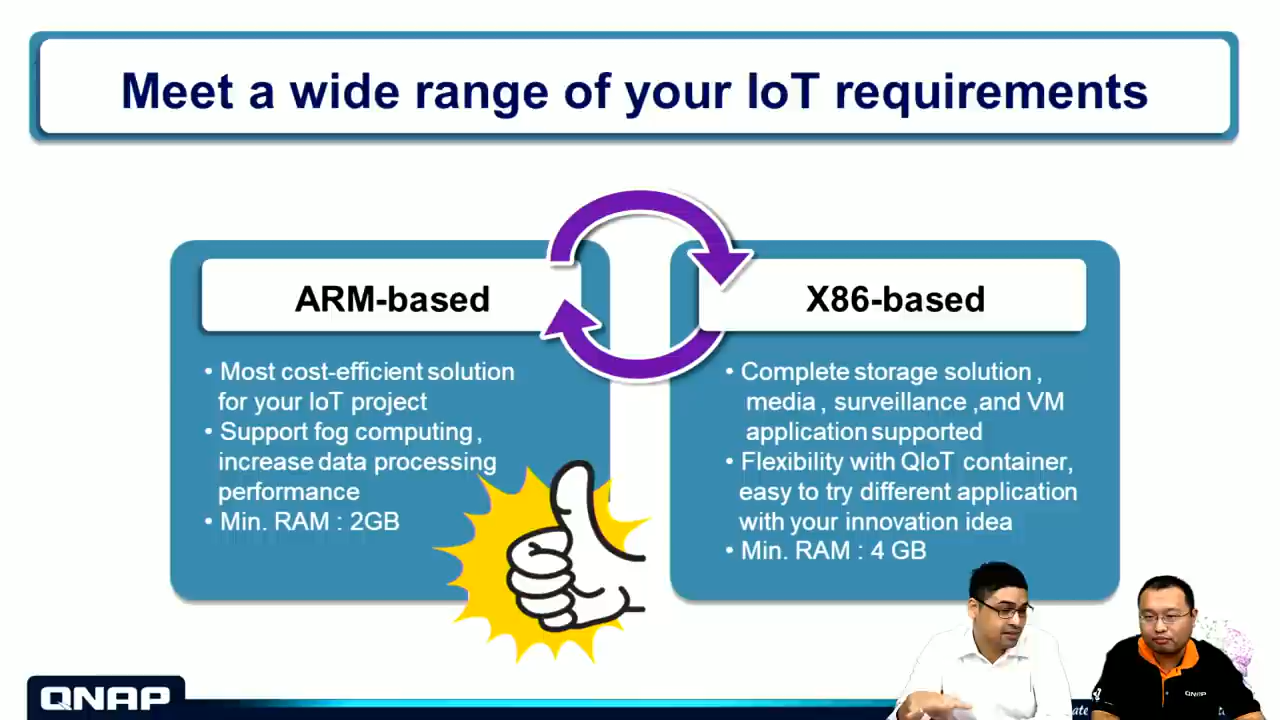 Meet a wide range of your IoT requirements
ARM-based
• Most cost-efficient solution
for your IoT project
• Support fog computing ,
increase data processing
performance
• Min. RAM : 2GB
X86-based
• Complete storage solution ,
media , surveillance ,and VM
application supported
• Flexibility with QIoT container,
easy to try different application
with your innovation idea
• Min. RAM : 4 GB
QNAP
QNAP